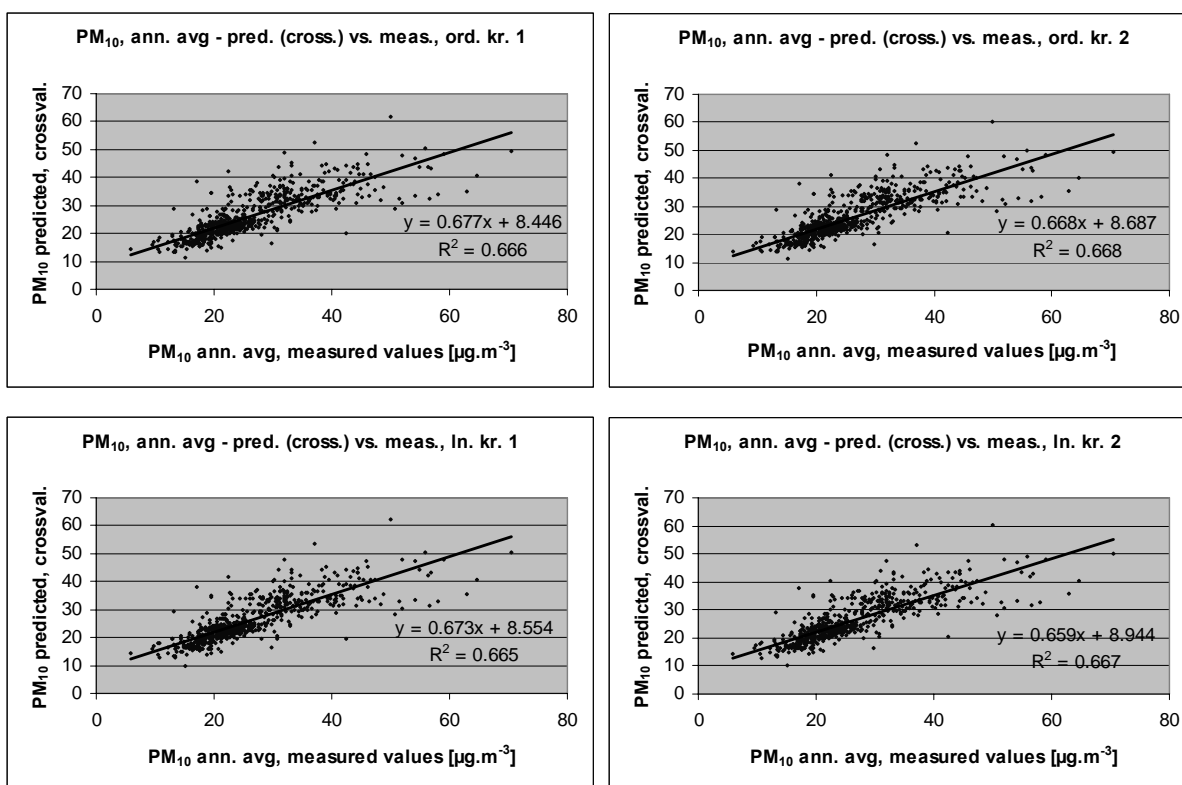 PM₁₀, ann. avg - pred. (cross.) vs. meas., ord. kr. 1
PM₁₀ predicted, crossval.
70
60
50
40
30
20
10
0
y = 0.677x + 8.446
R² = 0.666
0 20 40 60 80
PM₁₀ ann. avg, measured values [µg.m⁻³]
PM₁₀, ann. avg - pred. (cross.) vs. meas., ord. kr. 2
PM₁₀ predicted, crossval.
70
60
50
40
30
20
10
0
y = 0.668x + 8.687
R² = 0.668
0 20 40 60 80
PM₁₀ ann. avg, measured values [µg.m⁻³]
PM₁₀, ann. avg - pred. (cross.) vs. meas., ln. kr. 1
PM₁₀ predicted, crossval.
70
60
50
40
30
20
10
0
y = 0.673x + 8.554
R² = 0.665
0 20 40 60 80
PM₁₀ ann. avg, measured values [µg.m⁻³]
PM₁₀, ann. avg - pred. (cross.) vs. meas., ln. kr. 2
PM₁₀ predicted, crossval.
70
60
50
40
30
20
10
0
y = 0.659x + 8.944
R² = 0.667
0 20 40 60 80
PM₁₀ ann. avg, measured values [µg.m⁻³]